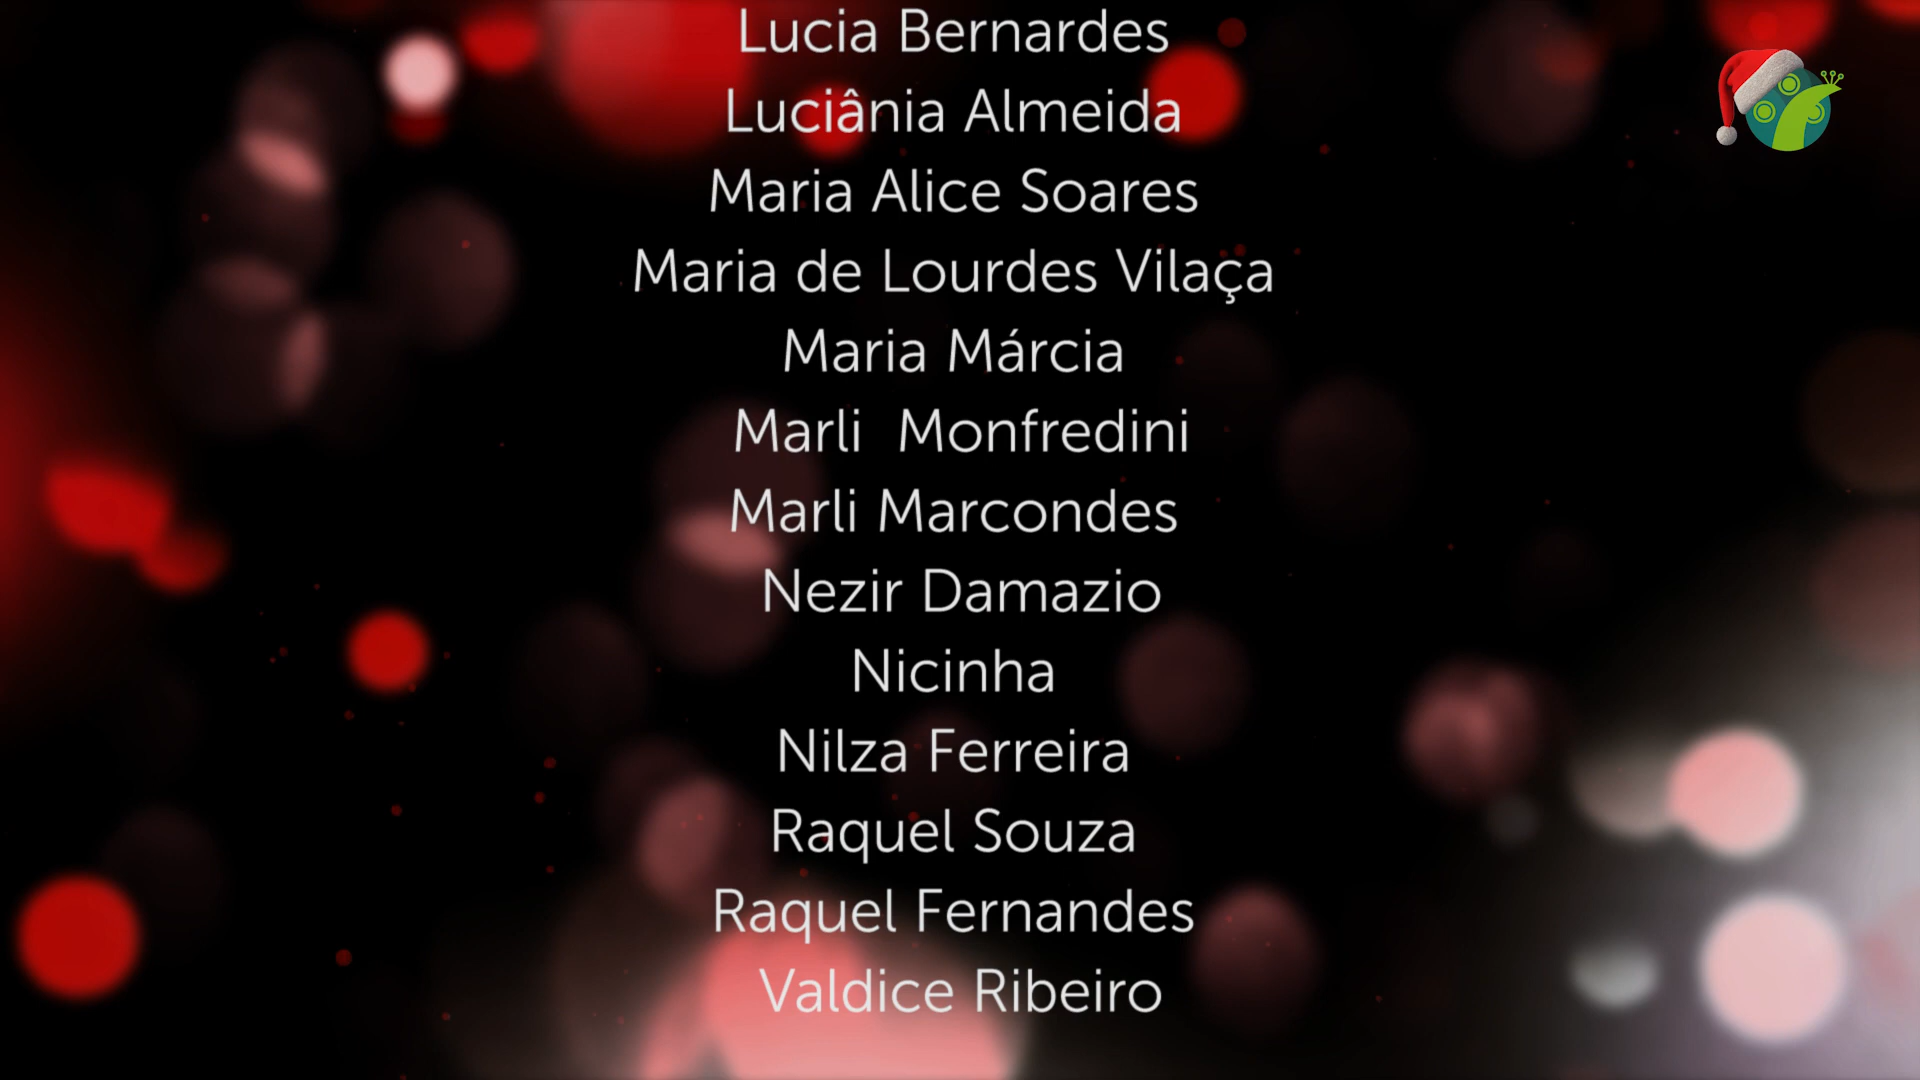 Lucia Bernardes
Luciânia Almeida
Maria Alice Soares
Maria de Lourdes Vilaça
Maria Márcia
Marli  Monfredini
Marli Marcondes
Nezir Damazio
Nicinha
Nilza Ferreira
Raquel Souza
Raquel Fernandes
Valdice Ribeiro